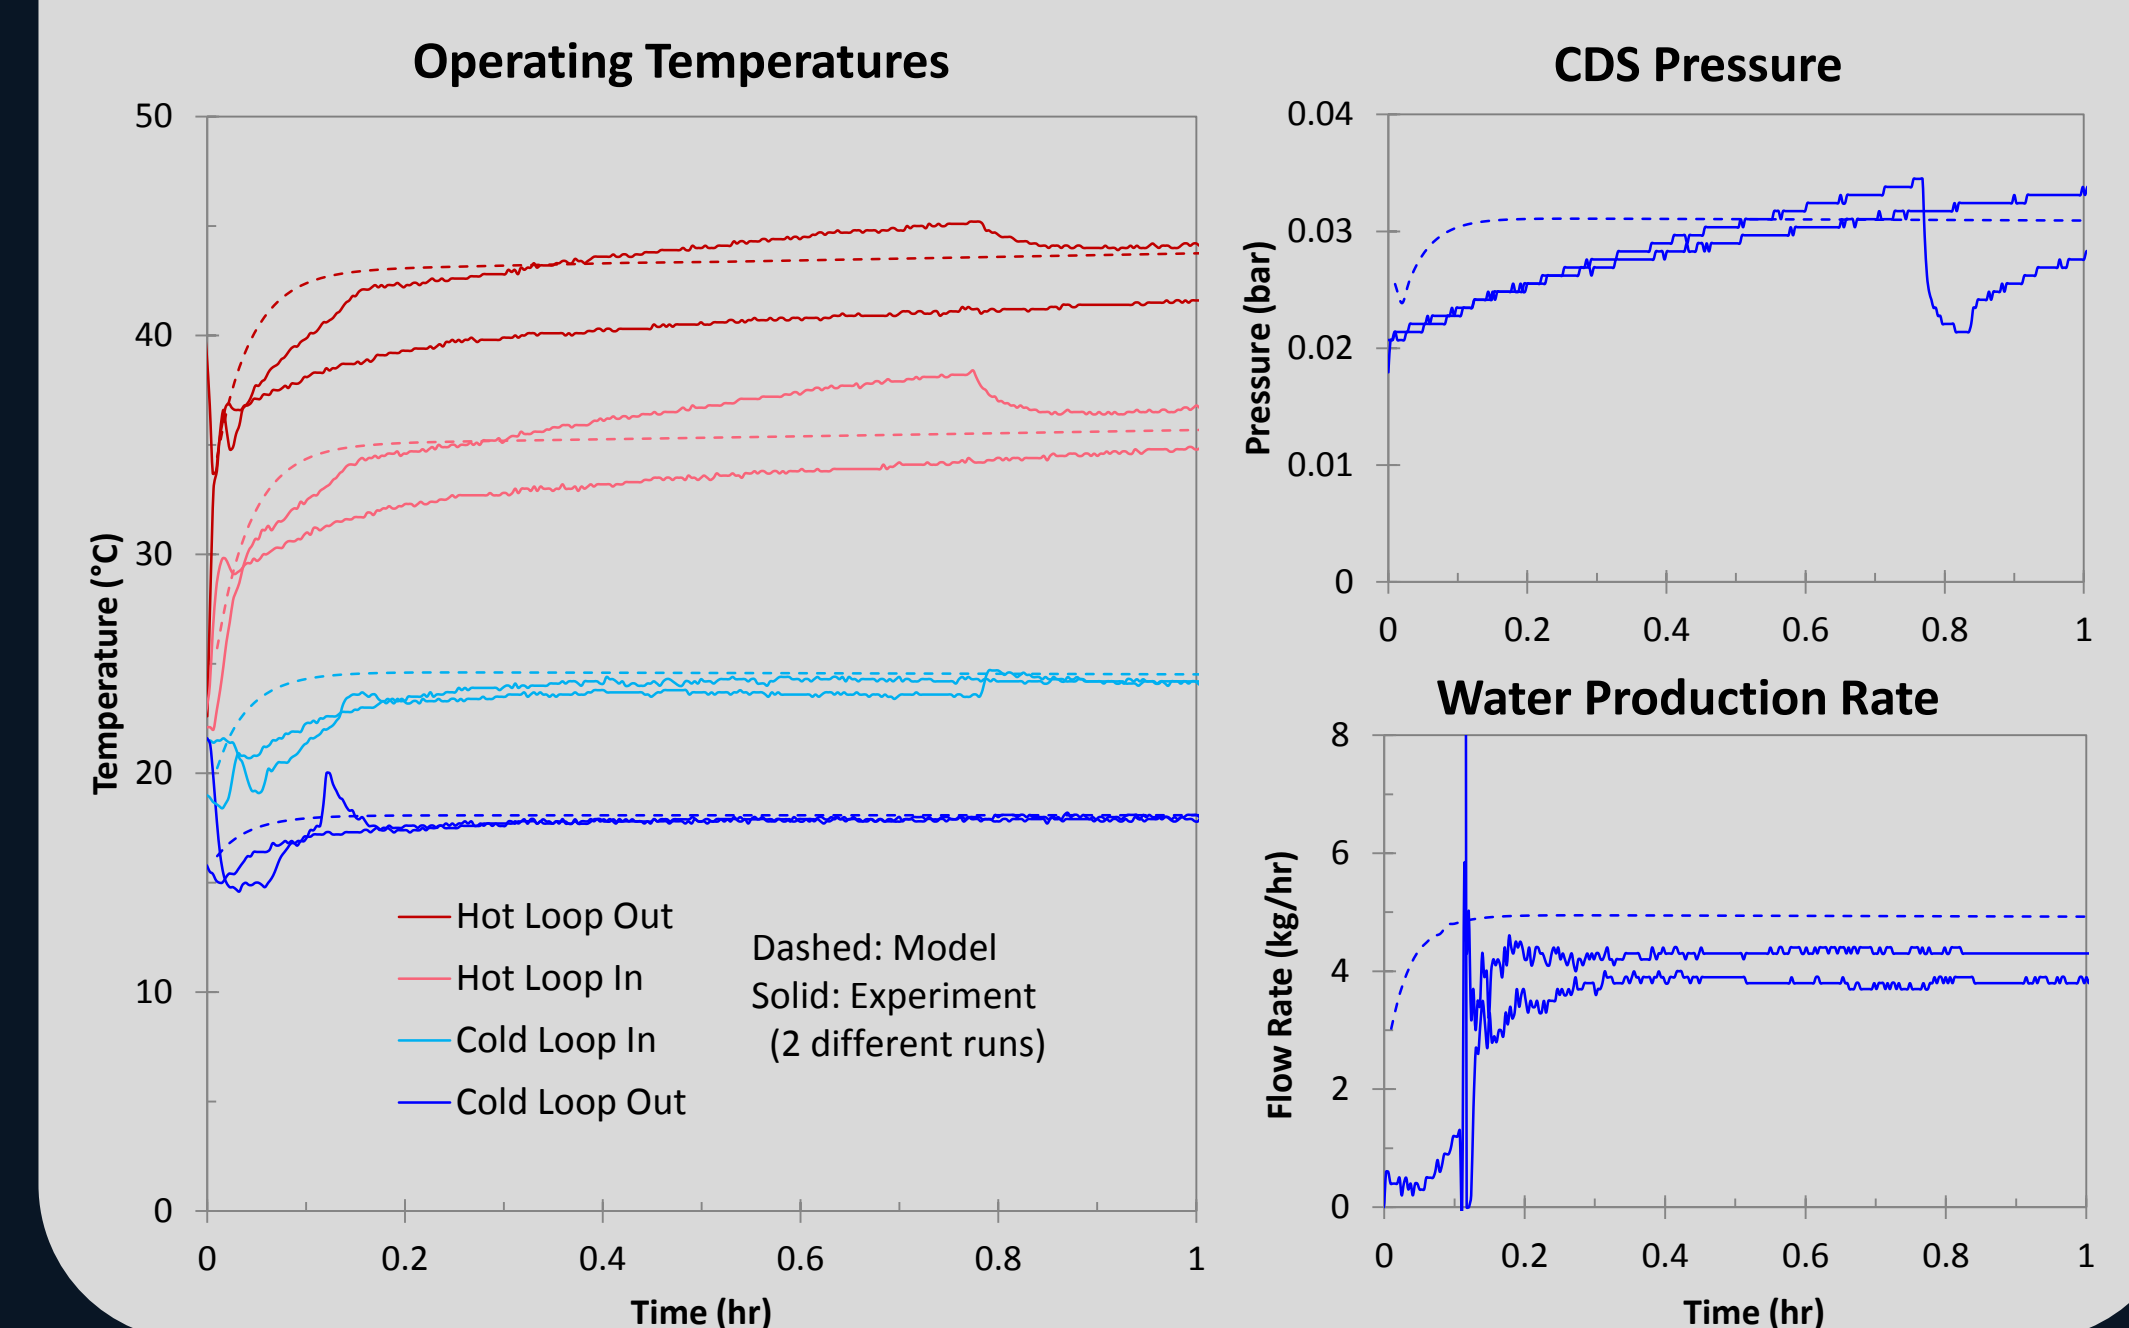 Operating Temperatures
50
40
30
20
10
0
Temperature (°C)
Hot Loop Out
Hot Loop In
Cold Loop In
Cold Loop Out
Dashed: Model
Solid: Experiment
(2 different runs)
0 0.2 0.4 0.6 0.8 1
Time (hr)
CDS Pressure
0.04
0.03
0.02
0.01
0
Pressure (bar)
0 0.2 0.4 0.6 0.8 1
Water Production Rate
8
6
4
2
0
Flow Rate (kg/hr)
0 0.2 0.4 0.6 0.8 1
Time (hr)